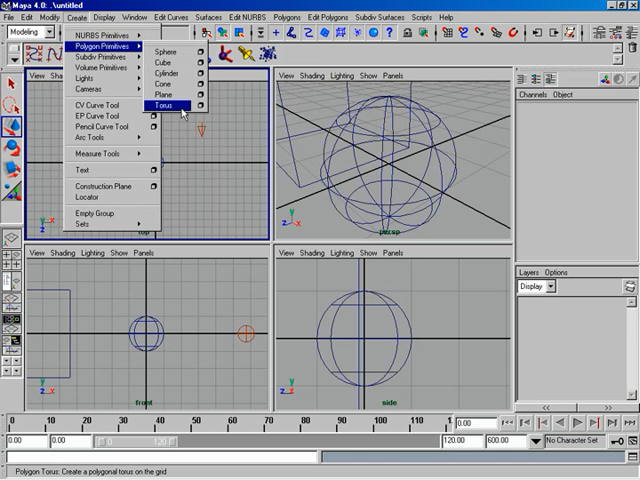 Maya 4.0: .\untitled
File Edit Modify Create Display Window Edit Curves Surfaces Edit NURBS Polygons Edit Polygons Subdiv Surfaces Help
Modeling
NURBS Primitives
Polygon Primitives
Subdiv Primitives
Volume Primitives
Lights
Cameras
CV Curve Tool
EP Curve Tool
Pencil Curve Tool
Arc Tools
Measure Tools
Text
Construction Plane
Locator
Empty Group
Sets
Sphere
Cube
Cylinder
Cone
Plane
Torus
View Shading
View Shading Lighting Show Panels
Channels Object
top
persp
View Shading Lighting Show Panels
View Shading Lighting Show Panels
Layers Options
Display
front
side
10 20 30 40 50 60 70 80 90 100 110
0.00
0.00 0.00 0 120 120.00 600.00 No Character Set
Polygon Torus: Create a polygonal torus on the grid